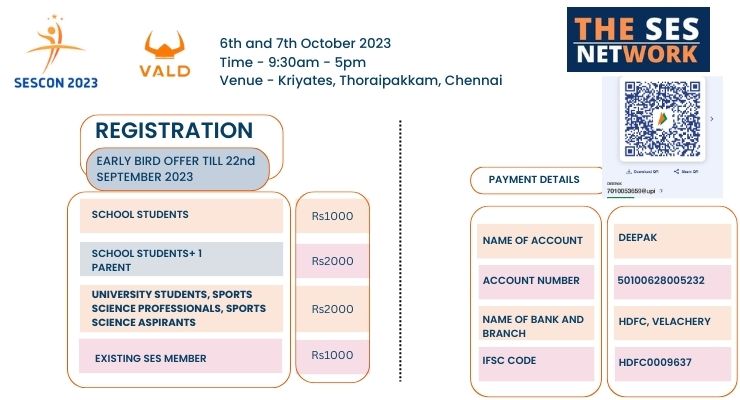 SESCON 2023
VALD
6th and 7th October 2023
Time - 9:30am - 5pm
Venue - Kriyates, Thoraipakkam, Chennai
THE SES
NETWORK
REGISTRATION
EARLY BIRD OFFER TILL 22nd
SEPTEMBER 2023
SCHOOL STUDENTS
Rs1000
SCHOOL STUDENTS+ 1
PARENT
Rs2000
UNIVERSITY STUDENTS, SPORTS
SCIENCE PROFESSIONALS, SPORTS
SCIENCE ASPIRANTS
Rs2000
EXISTING SES MEMBER
Rs1000
Download QR
Share QR
DEEPAK
7010053659@upi
PAYMENT DETAILS
NAME OF ACCOUNT
DEEPAK
ACCOUNT NUMBER
50100628005232
NAME OF BANK AND
BRANCH
HDFC, VELACHERY
IFSC CODE
HDFC0009637